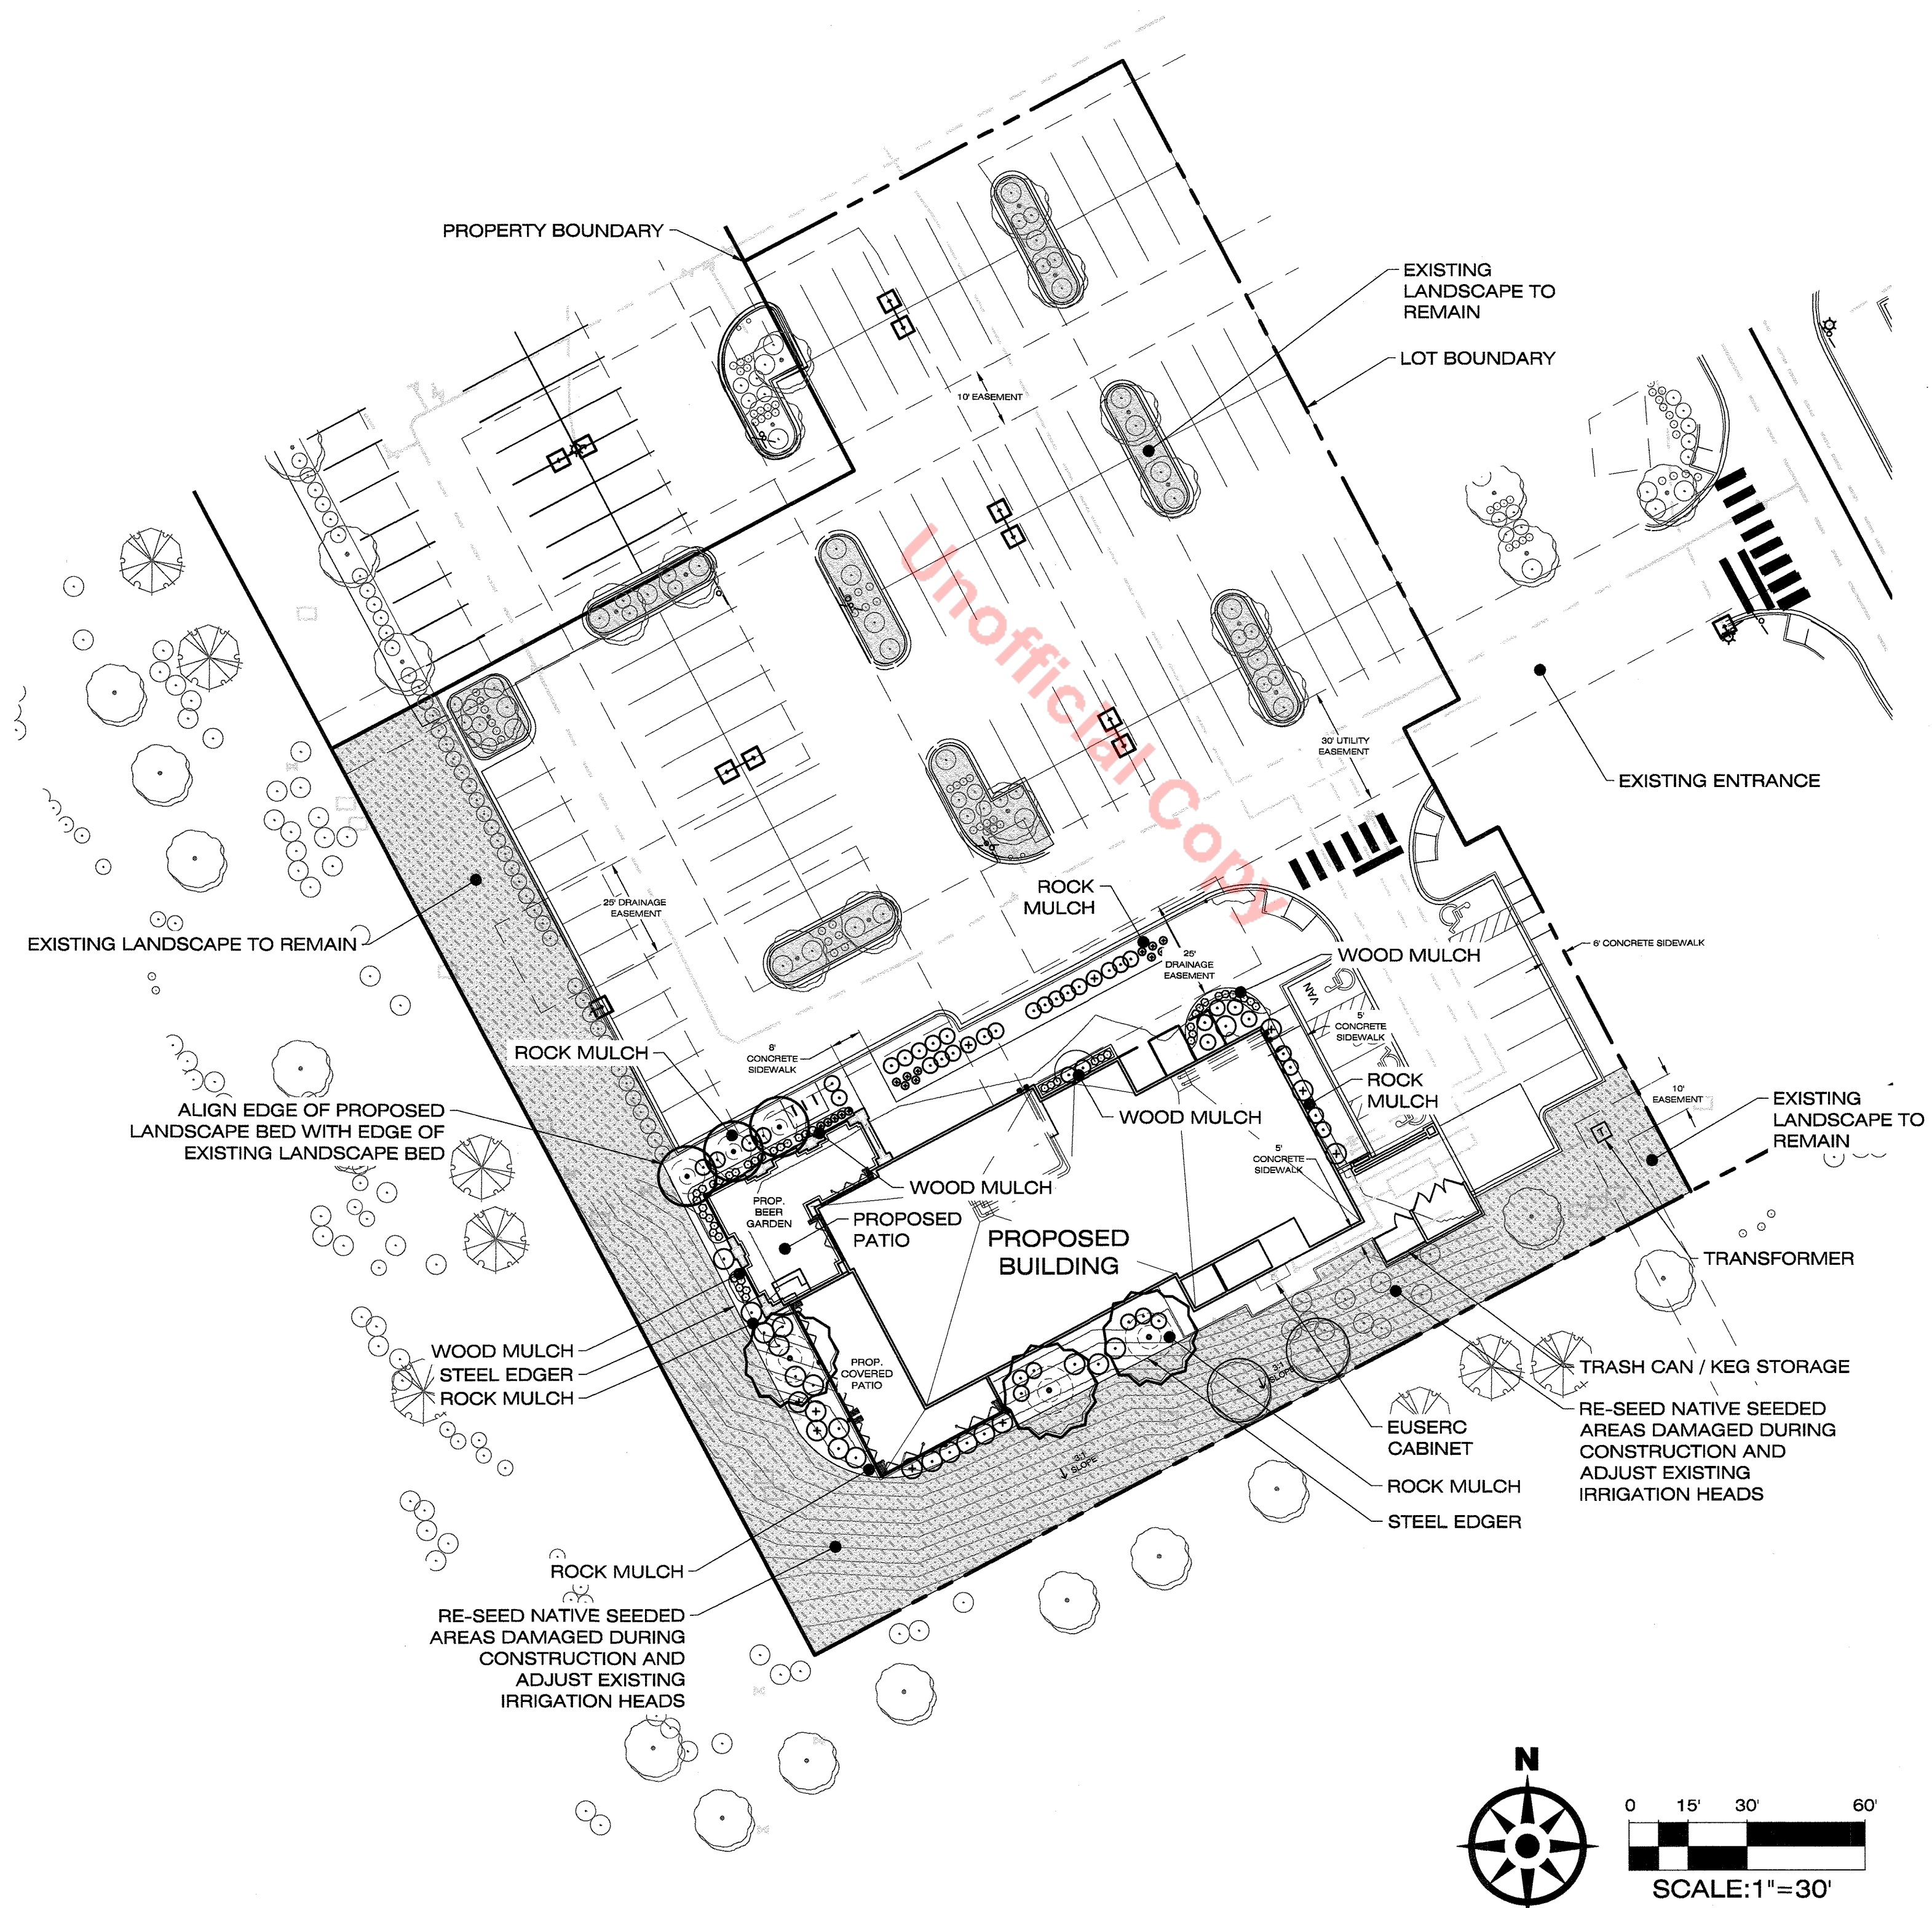 PROPERTY BOUNDARY
EXISTING
LANDSCAPE TO
REMAIN
LOT BOUNDARY
10' EASEMENT
Unofficial Copy
30' UTILITY
EASEMENT
EXISTING ENTRANCE
25' DRAINAGE
EASEMENT
ROCK
MULCH
EXISTING LANDSCAPE TO REMAIN
6' CONCRETE SIDEWALK
WOOD MULCH
25'
DRAINAGE
EASEMENT
VAN
5'
CONCRETE
SIDEWALK
ROCK MULCH
8'
CONCRETE
SIDEWALK
ROCK
MULCH
10'
EASEMENT
EXISTING
LANDSCAPE TO
REMAIN
ALIGN EDGE OF PROPOSED
LANDSCAPE BED WITH EDGE OF
EXISTING LANDSCAPE BED
WOOD MULCH
T
5'
CONCRETE
SIDEWALK
WOOD MULCH
PROP.
BEER
GARDEN
PROPOSED
PATIO
PROPOSED
BUILDING
TRANSFORMER
WOOD MULCH
STEEL EDGER
ROCK MULCH
PROP.
COVERED
PATIO
3:1
SLOPE
TRASH CAN / KEG STORAGE
RE-SEED NATIVE SEEDED
AREAS DAMAGED DURING
CONSTRUCTION AND
ADJUST EXISTING
IRRIGATION HEADS
EUSERC
CABINET
3:1
SLOPE
ROCK MULCH
STEEL EDGER
ROCK MULCH
RE-SEED NATIVE SEEDED
AREAS DAMAGED DURING
CONSTRUCTION AND
ADJUST EXISTING
IRRIGATION HEADS
N
0 15' 30' 60'
SCALE:1"=30'